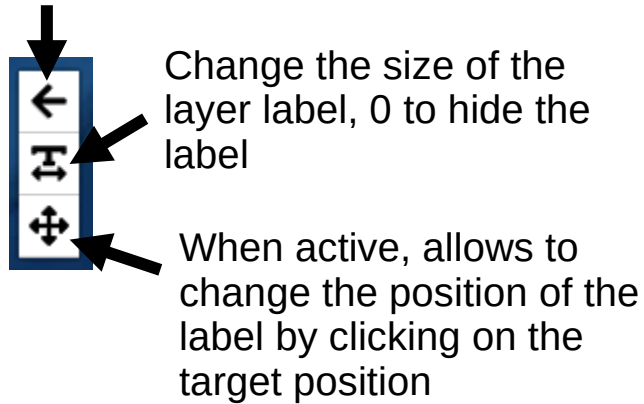 Change the size of the
layer label, 0 to hide the
label
When active, allows to
change the position of the
label by clicking on the
target position